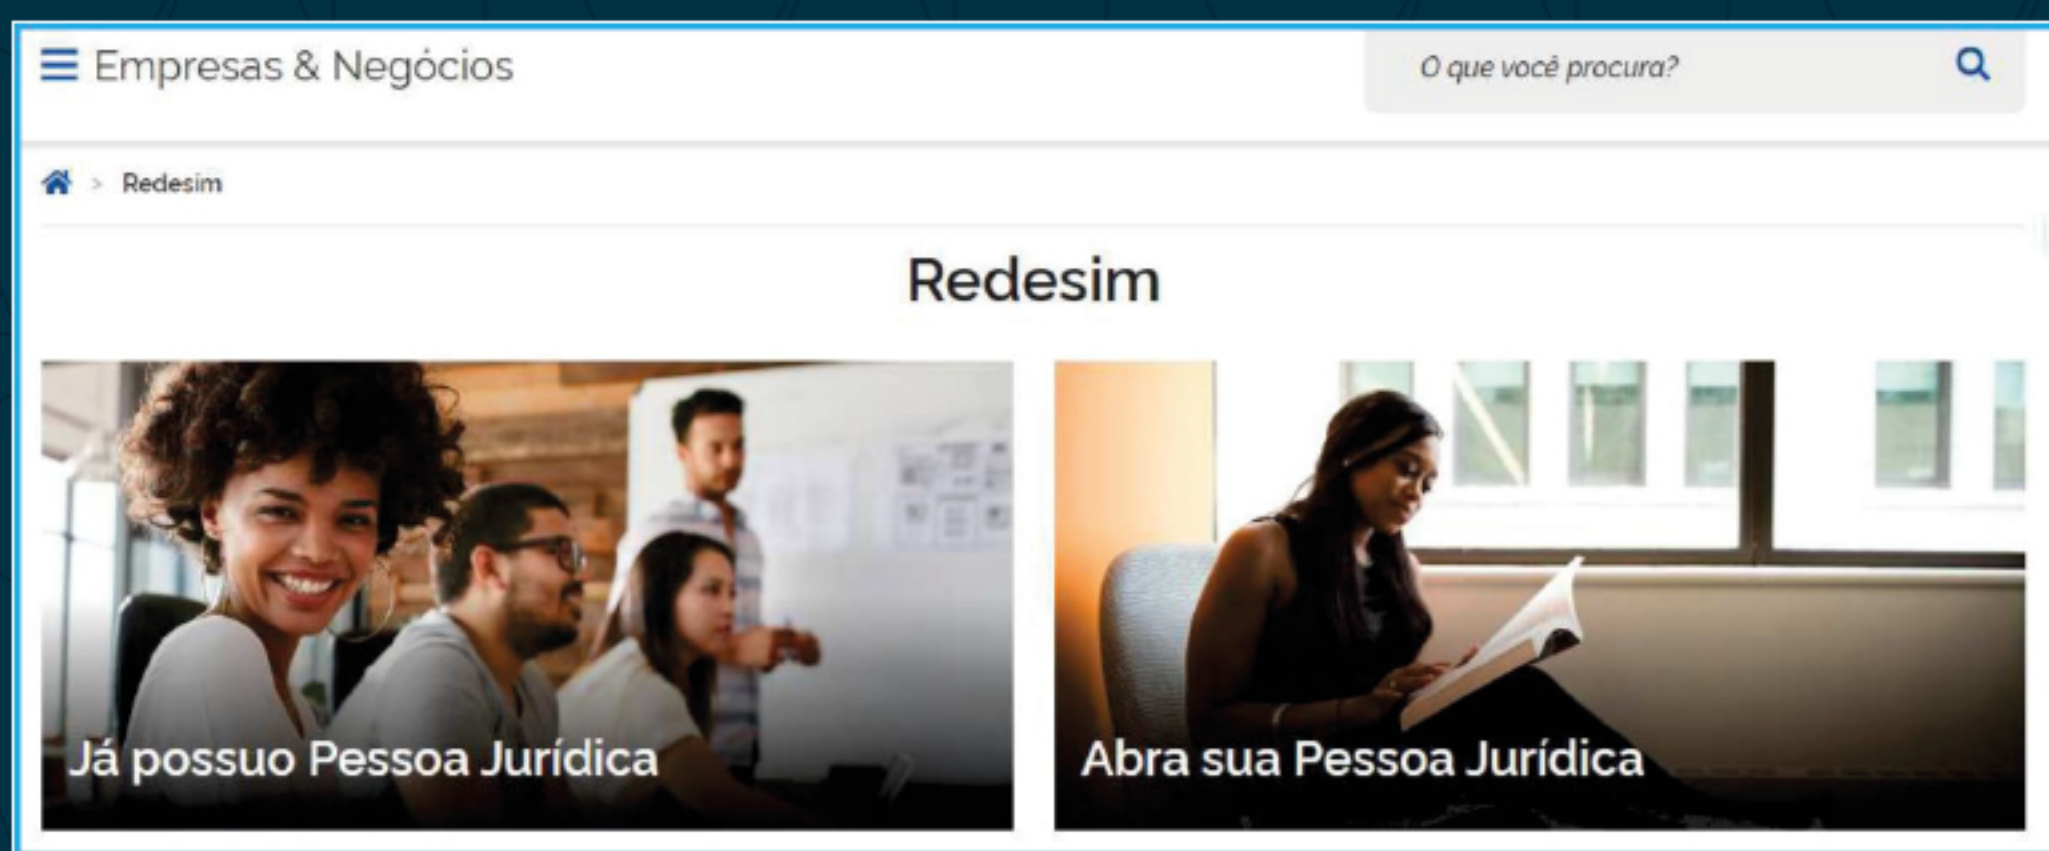 Empresas & Negócios
O que você procura?
> Redesim
Redesim
Já possuo Pessoa Jurídica
Abra sua Pessoa Jurídica